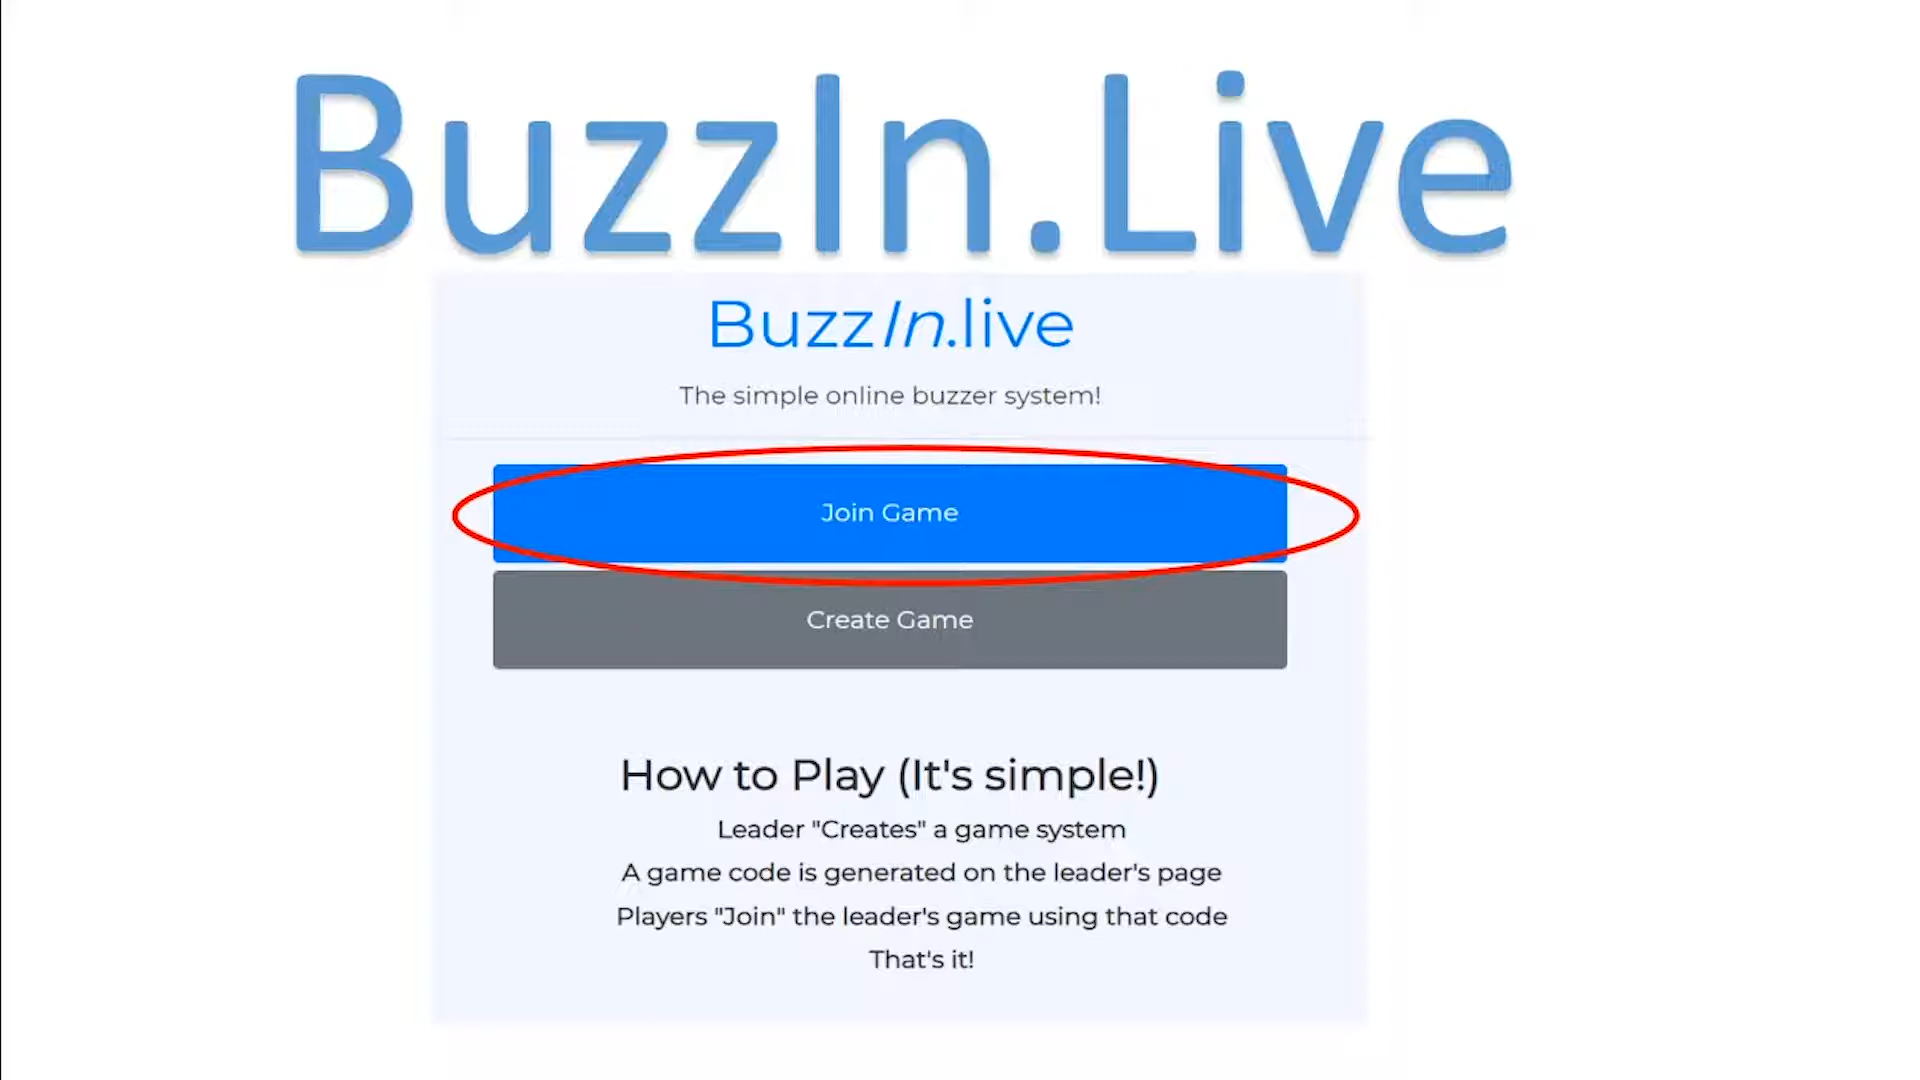 BuzzIn.Live
BuzzIn.live
The simple online buzzer system!
Join Game
Create Game
How to Play (It's simple!)
Leader "Creates" a game system
A game code is generated on the leader's page
Players "Join" the leader's game using that code
That's it!